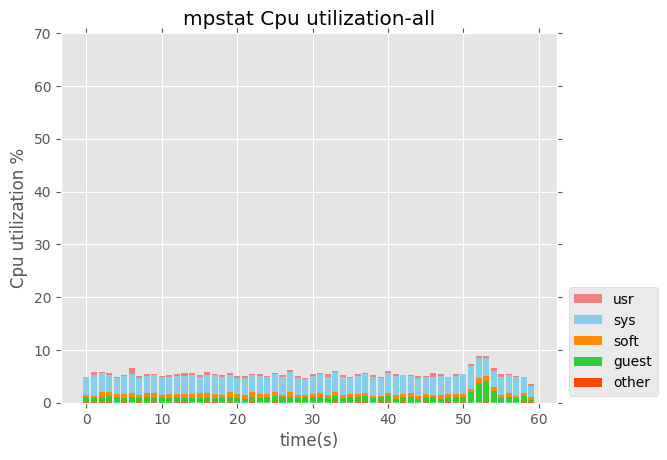 mpstat Cpu utilization-all
70
60
50
40
30
20
10
0
Cpu utilization %
0 10 20 30 40 50 60
time(s)
usr
sys
soft
guest
other